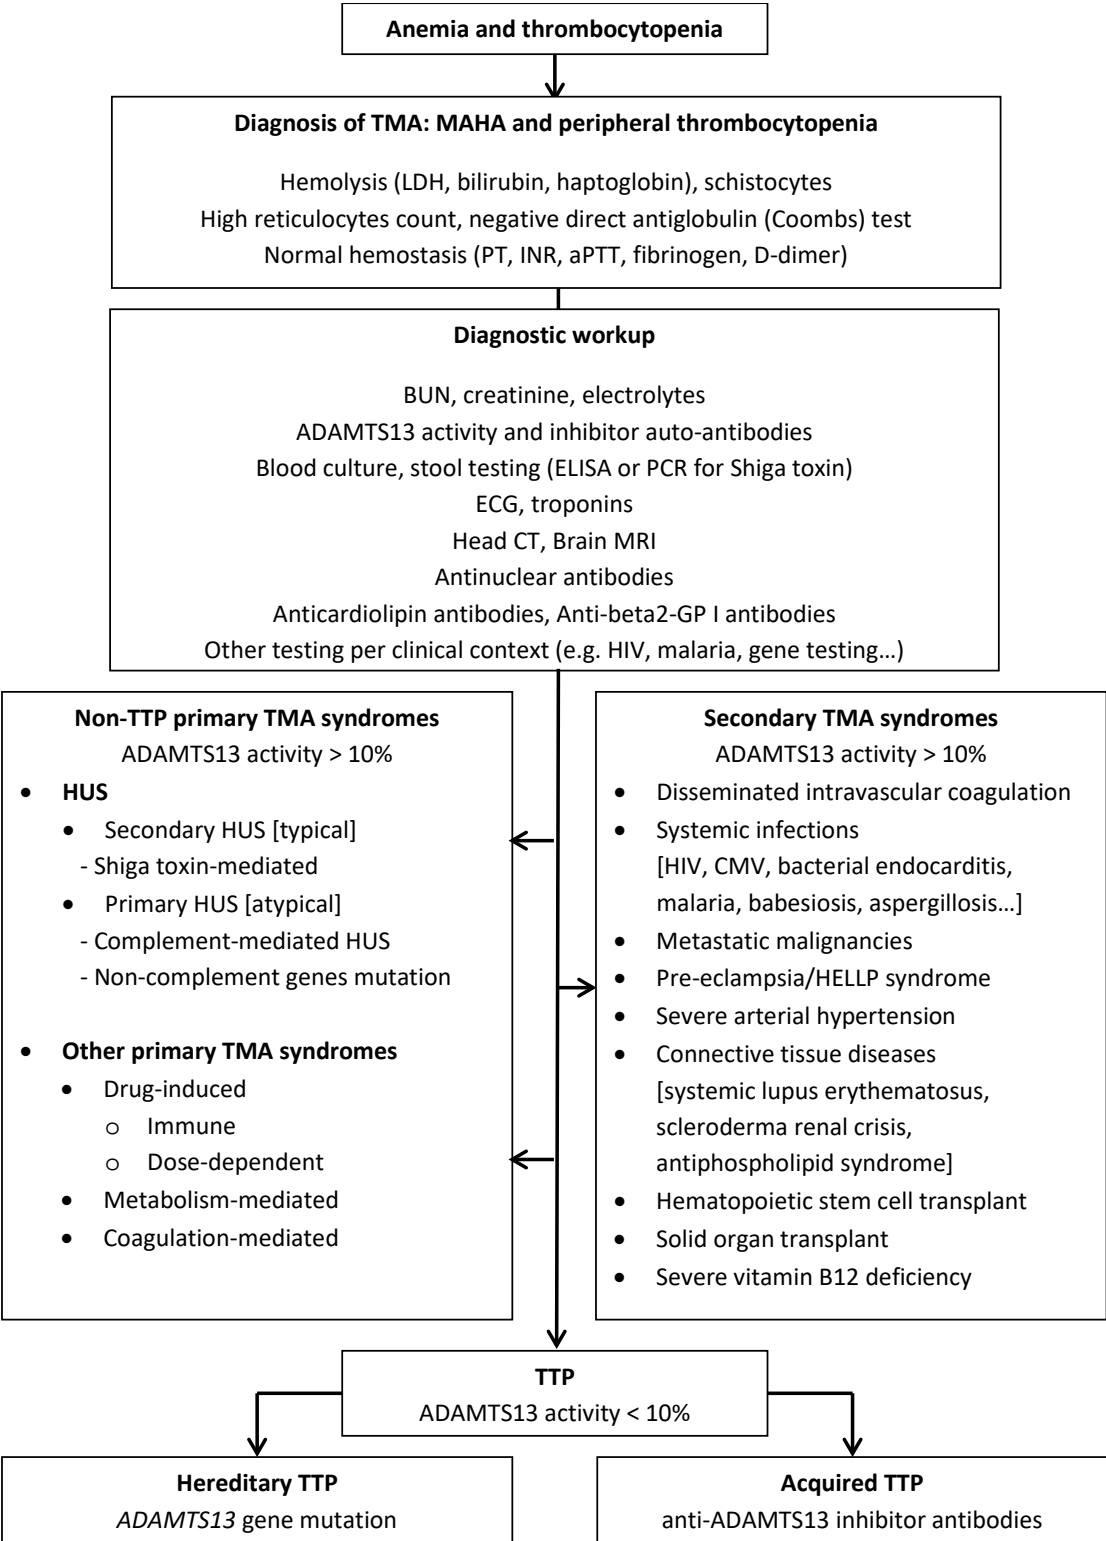 Anemia and thrombocytopenia
Diagnosis of TMA: MAHA and peripheral thrombocytopenia
Hemolysis (LDH, bilirubin, haptoglobin), schistocytes
High reticulocytes count, negative direct antiglobulin (Coombs) test
Normal hemostasis (PT, INR, aPTT, fibrinogen, D-dimer)
Diagnostic workup
BUN, creatinine, electrolytes
ADAMTS13 activity and inhibitor auto-antibodies
Blood culture, stool testing (ELISA or PCR for Shiga toxin)
ECG, troponins
Head CT, Brain MRI
Antinuclear antibodies
Anticardiolipin antibodies, Anti-beta2-GP I antibodies
Other testing per clinical context (e.g. HIV, malaria, gene testing…)
Non-TTP primary TMA syndromes
ADAMTS13 activity > 10%
• HUS
• Secondary HUS [typical]
- Shiga toxin-mediated
• Primary HUS [atypical]
- Complement-mediated HUS
- Non-complement genes mutation
• Other primary TMA syndromes
• Drug-induced
o Immune
o Dose-dependent
• Metabolism-mediated
• Coagulation-mediated
Secondary TMA syndromes
ADAMTS13 activity > 10%
• Disseminated intravascular coagulation
• Systemic infections
[HIV, CMV, bacterial endocarditis,
malaria, babesiosis, aspergillosis…]
• Metastatic malignancies
• Pre-eclampsia/HELLP syndrome
• Severe arterial hypertension
• Connective tissue diseases
[systemic lupus erythematosus,
scleroderma renal crisis,
antiphospholipid syndrome]
• Hematopoietic stem cell transplant
• Solid organ transplant
• Severe vitamin B12 deficiency
TTP
ADAMTS13 activity < 10%
Hereditary TTP
ADAMTS13 gene mutation
Acquired TTP
anti-ADAMTS13 inhibitor antibodies